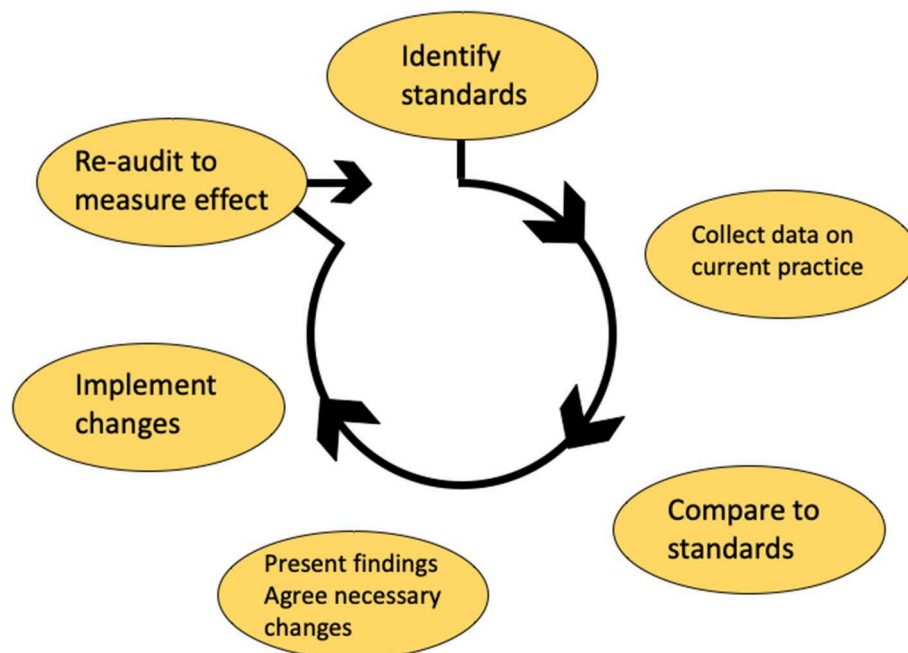 Identify
standards
Collect data on
current practice
Compare to
standards
Present findings
Agree necessary
changes
Implement
changes
Re-audit to
measure effect